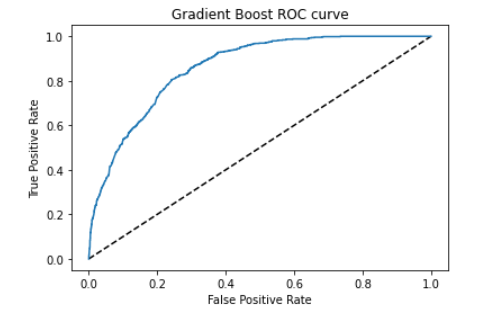 Gradient Boost ROC curve
1.0
0.8
0.6
0.4
0.2
0.0
True Positive Rate
0.0 0.2 0.4 0.6 0.8 1.0
False Positive Rate